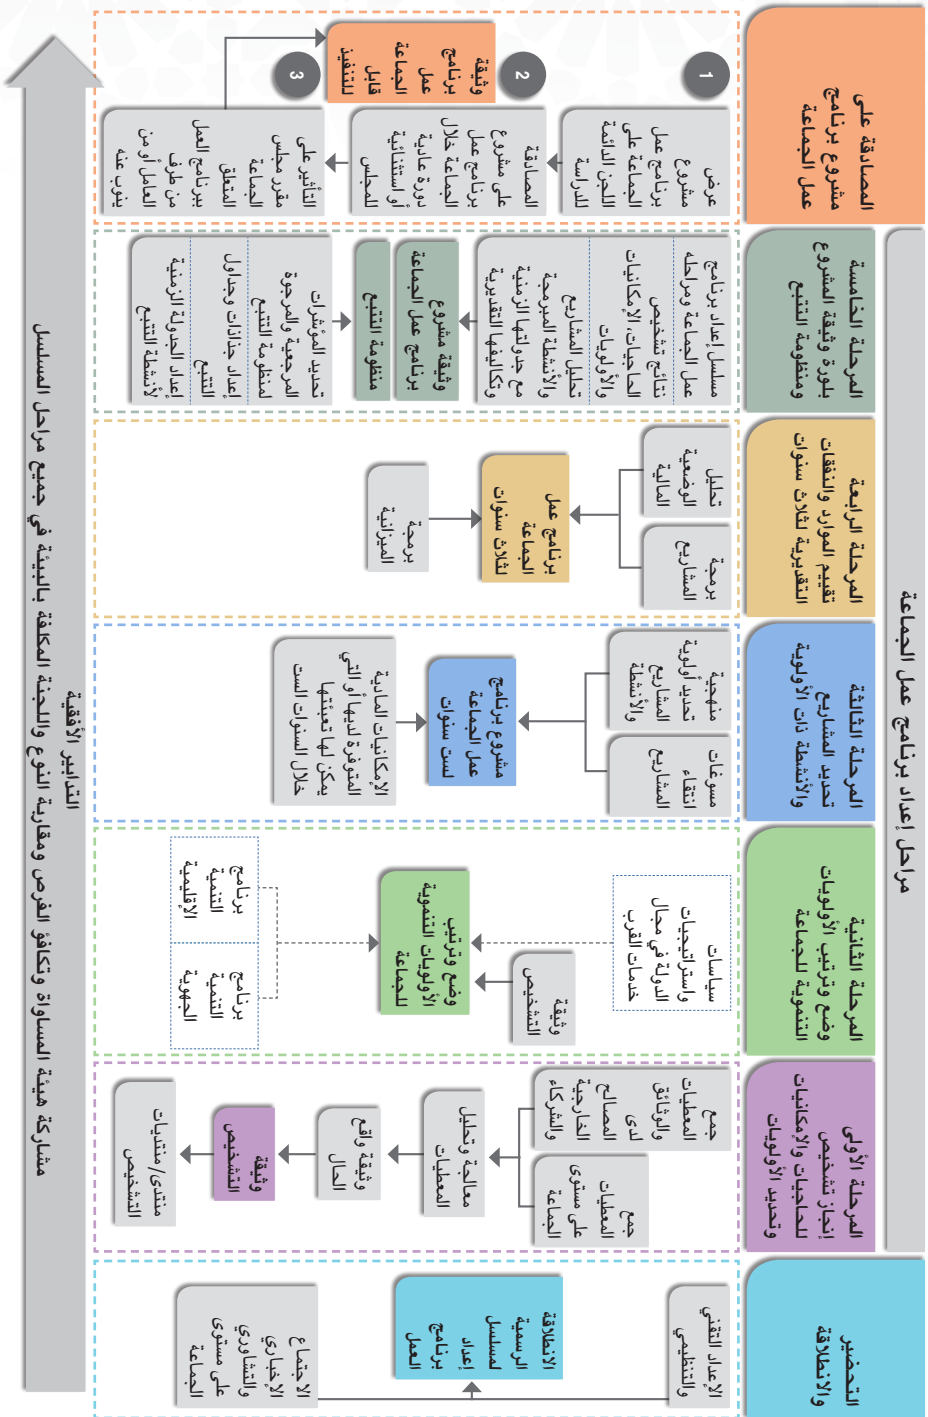 مراحل إعداد برنامج عمل الجماعة
التحضير
والانطلاقة
الإعداد التقني
والتنظيمي
الانطلاقة
الرسمية
لمسلسل
إعداد
برنامج
العمل
الاجتماع
الإخباري
والتشاوري
على مستوى
الجماعة
المرحلة الأولى
إنجاز تشخيص
للحاجيات والإمكانيات
وتحديد الأولويات
جمع
المعطيات
والوثائق
لدى
المصالح
الخارجية
والشركاء
جمع
المعطيات
على مستوى
الجماعة
معالجة وتحليل
المعطيات
وثيقة واقع
الحال
وثيقة
التشخيص
منتدى/منتديات
التشخيص
المرحلة الثانية
وضع وترتيب الأولويات
التنموية للجماعة
سياسات
واستراتيجيات
الدولة في مجال
خدمات القرب
وثيقة
التشخيص
وضع وترتيب
الأولويات التنموية
للجماعة
برنامج
التنمية
الجهوية
برنامج
التنمية
الإقليمية
المرحلة الثالثة
تحديد المشاريع
والأنشطة ذات الأولوية
مسوغات
انتقاء
المشاريع
منهجية
تحديد أولوية
المشاريع
والأنشطة
مشروع برنامج
عمل الجماعة
لست سنوات
الإمكانيات المادية
المتوفرة لديها أو التي
يمكن لها تعبئتها
خلال السنوات الست
المرحلة الرابعة
تقييم الموارد والنفقات
التقديرية لثلاث سنوات
برمجة
المشاريع
تحليل
الوضعية
المالية
برنامج عمل
الجماعة
لثلاث سنوات
برمجة
الميزانية
المرحلة الخامسة
بلورة وثيقة المشروع
ومنظومة التتبع
مسلسل إعداد برنامج
عمل الجماعة ومراحله
نتائج تشخيص
الحاجيات، الإمكانيات
والأولويات
تحليل المشاريع
والأنشطة المبرمجة
مع جدولتها الزمنية
وتكاليفها التقديرية
وثيقة مشروع
برنامج عمل الجماعة
منظومة التتبع
تحديد المؤشرات
المرجعية والمرجوة
لمنظومة التتبع
إعداد جذاذات وجداول
التتبع
إعداد الجدولة الزمنية
لأنشطة التتبع
المصادقة على
مشروع برنامج
عمل الجماعة
1
عرض
مشروع
برنامج عمل
الجماعة على
اللجن الدائمة
للدراسة
2
المصادقة
على مشروع
برنامج عمل
الجماعة خلال
دورة عادية
أو استثنائية
للمجلس
3
التأثير على
مقرر مجلس
الجماعة
المتعلق
ببرنامج العمل
من طرف
العامل أو من
ينوب عنه
وثيقة
برنامج
عمل
الجماعة
قابل
للتنفيذ
التدابير الأفقية
مشاركة هيئة المساواة وتكافؤ الفرص ومقاربة النوع واللجنة المكلفة بالبيئة في جميع مراحل المسلسل